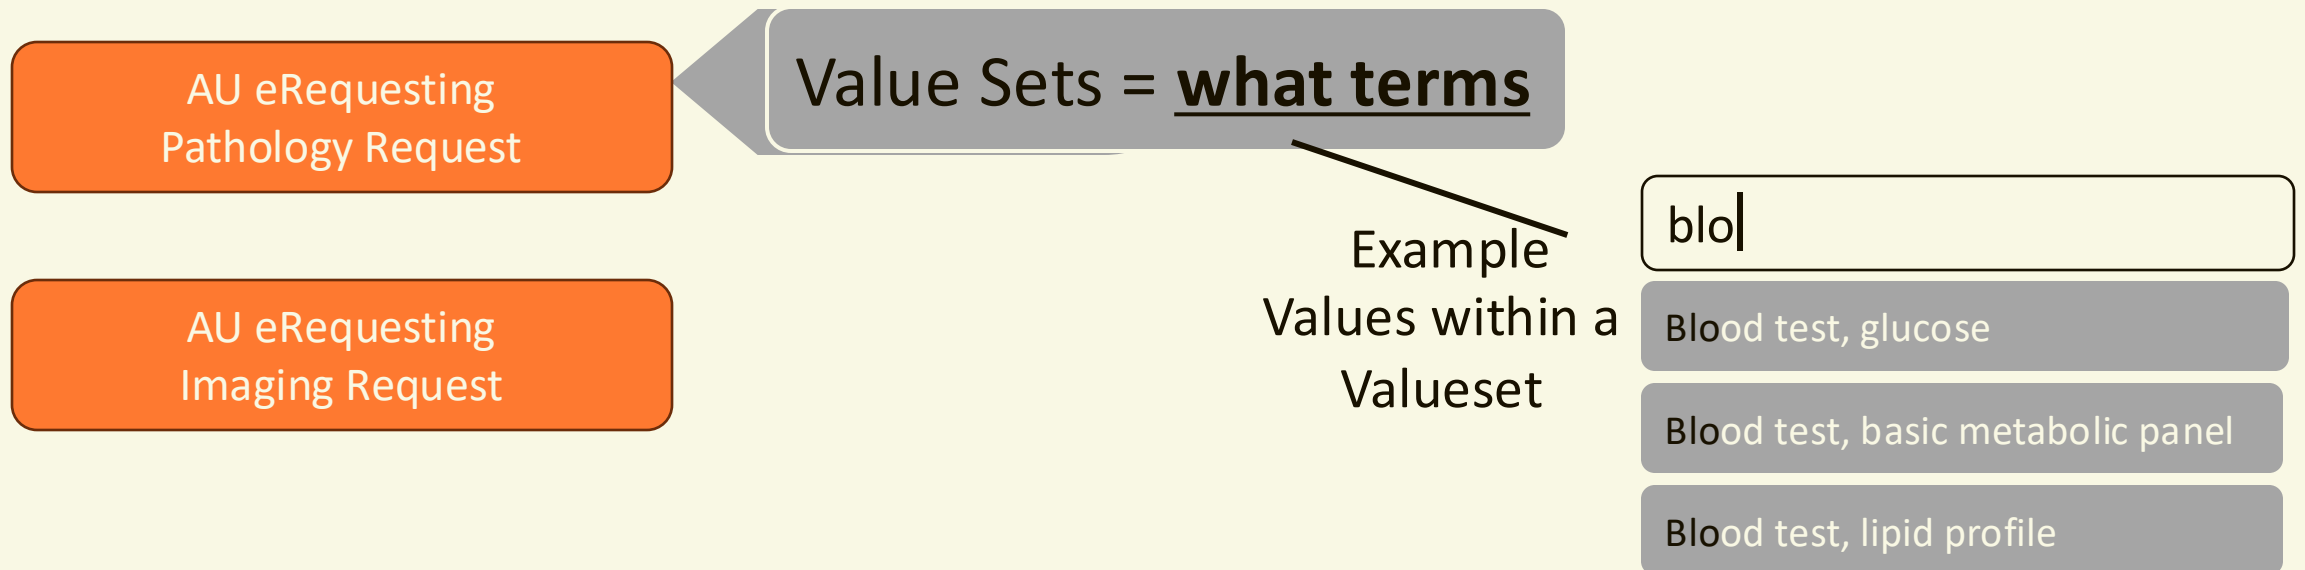 AU eRequesting
Pathology Request
Value Sets = what terms
AU eRequesting
Imaging Request
Example
Values within a
Valueset
blo
Blood test, glucose
Blood test, basic metabolic panel
Blood test, lipid profile